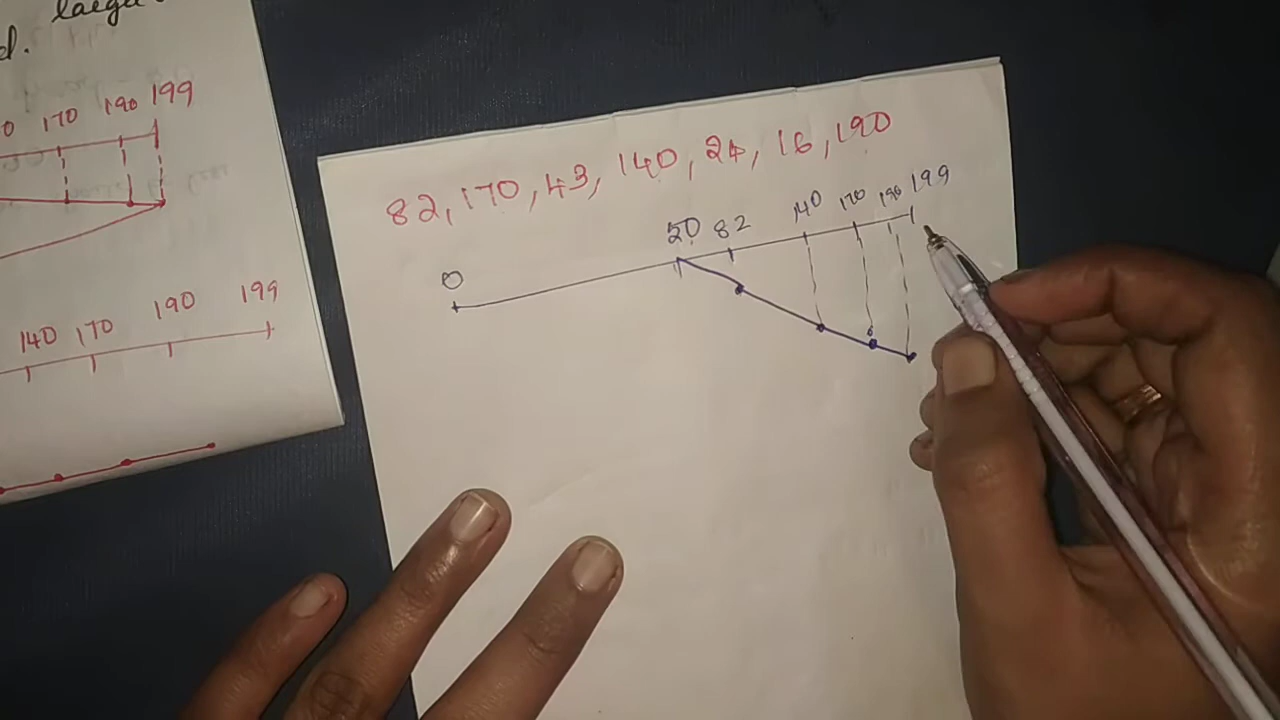 d.
170 190 199
140 170 190 199
82, 170, 43, 140, 24, 16, 190
0 50 82 140 170 190 199